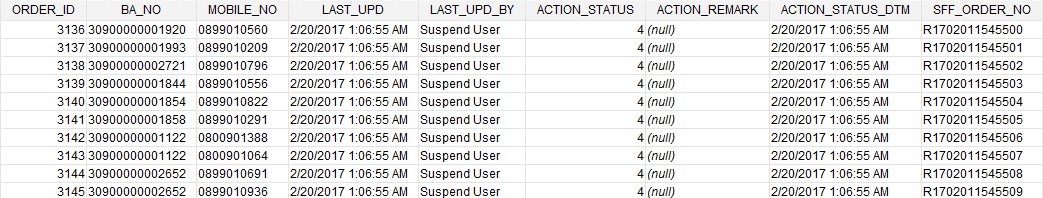 ORDER_ID BA_NO MOBILE_NO LAST_UPD LAST_UPD_BY ACTION_STATUS ACTION_REMARK ACTION_STATUS_DTM SFF_ORDER_NO
3136 30900000001920 0899010560 2/20/2017 1:06:55 AM Suspend User 4 (null) 2/20/2017 1:06:55 AM R1702011545500
3137 30900000001993 0899010209 2/20/2017 1:06:55 AM Suspend User 4 (null) 2/20/2017 1:06:55 AM R1702011545501
3138 30900000002721 0899010796 2/20/2017 1:06:55 AM Suspend User 4 (null) 2/20/2017 1:06:55 AM R1702011545502
3139 30900000001844 0899010556 2/20/2017 1:06:55 AM Suspend User 4 (null) 2/20/2017 1:06:55 AM R1702011545503
3140 30900000001854 0899010822 2/20/2017 1:06:55 AM Suspend User 4 (null) 2/20/2017 1:06:55 AM R1702011545504
3141 30900000001858 0899010291 2/20/2017 1:06:55 AM Suspend User 4 (null) 2/20/2017 1:06:55 AM R1702011545505
3142 30900000001122 0800901388 2/20/2017 1:06:55 AM Suspend User 4 (null) 2/20/2017 1:06:55 AM R1702011545506
3143 30900000001122 0800901064 2/20/2017 1:06:55 AM Suspend User 4 (null) 2/20/2017 1:06:55 AM R1702011545507
3144 30900000002652 0899010691 2/20/2017 1:06:55 AM Suspend User 4 (null) 2/20/2017 1:06:55 AM R1702011545508
3145 30900000002652 0899010936 2/20/2017 1:06:55 AM Suspend User 4 (null) 2/20/2017 1:06:55 AM R1702011545509